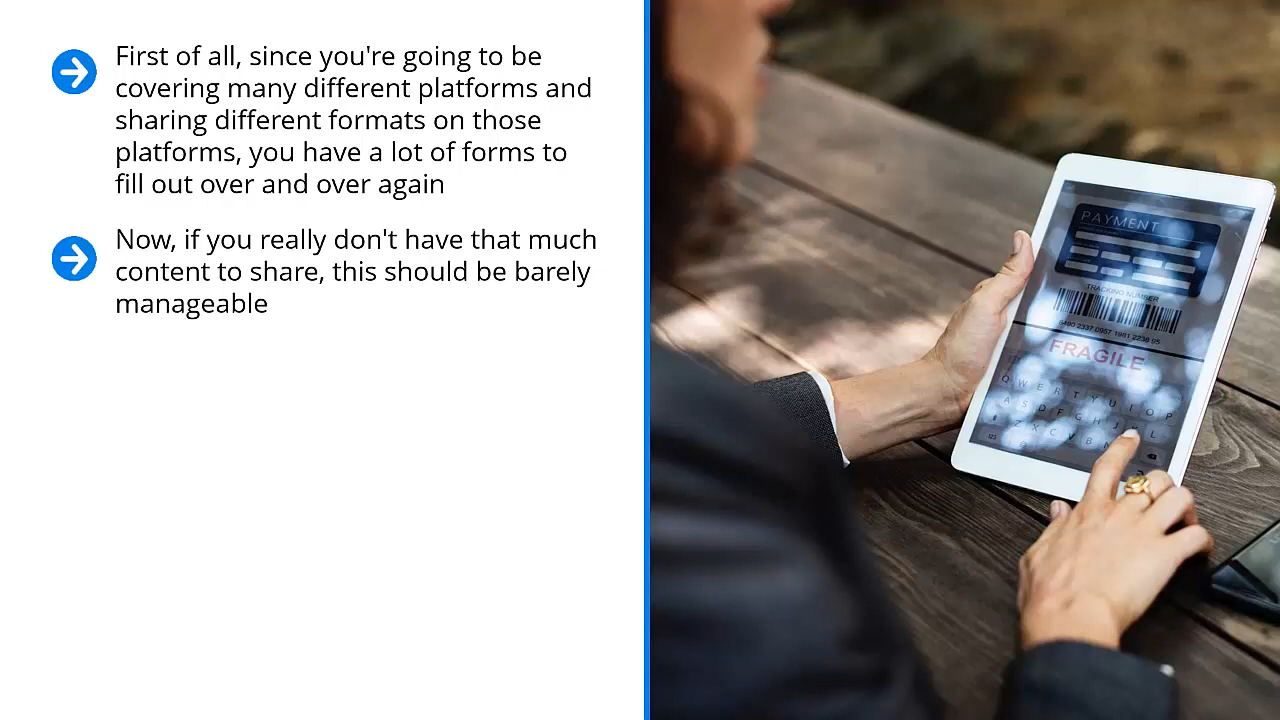 First of all, since you're going to be
covering many different platforms and
sharing different formats on those
platforms, you have a lot of forms to
fill out over and over again
Now, if you really don't have that much
content to share, this should be barely
manageable
PAYMENT
TRACKING NUMBER
FRAGILE
Q W E R T Y U I O P
A S D F G H J K L
Z X C V B N